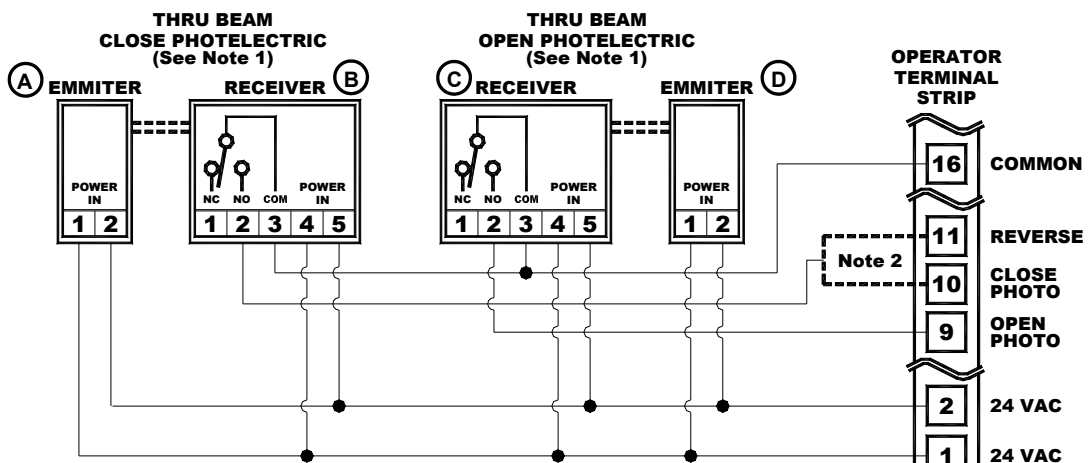 THRU BEAM
CLOSE PHOTELECTRIC
(See Note 1)
THRU BEAM
OPEN PHOTELECTRIC
(See Note 1)
OPERATOR
TERMINAL
STRIP
A
EMMITER
RECEIVER
B
C
RECEIVER
EMMITER
D
POWER
IN
1 2
NC NO COM
POWER
IN
1 2 3 4 5
NC NO COM
POWER
IN
1 2 3 4 5
POWER
IN
1 2
16 COMMON
Note 2
11 REVERSE
10 CLOSE
PHOTO
9 OPEN
PHOTO
2 24 VAC
1 24 VAC